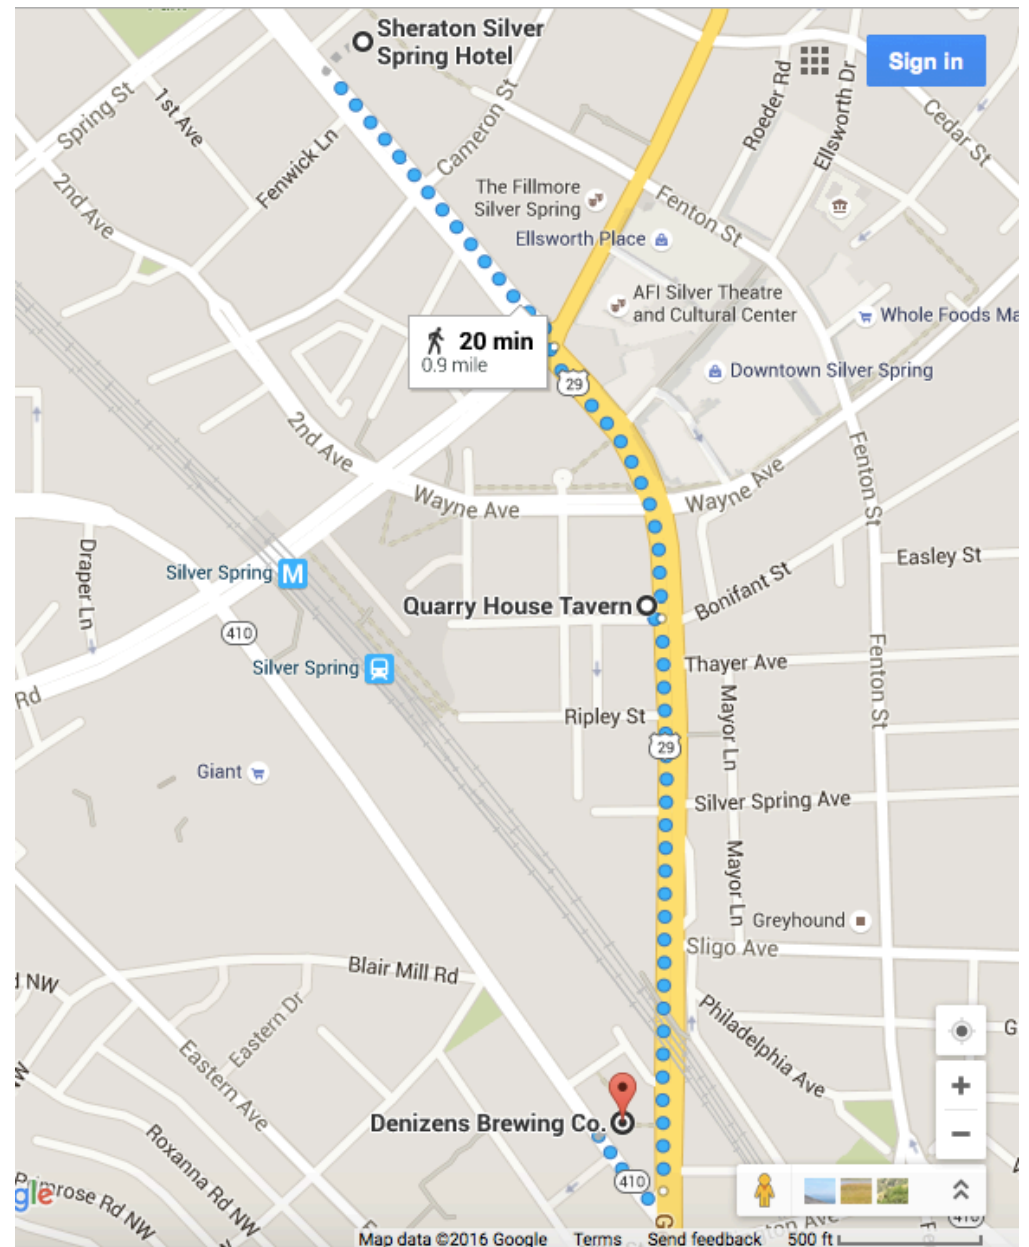 Sheraton Silver
Spring Hotel
Sign in
Roeder Rd
Ellsworth Dr
Cedar St
Spring St
1st Ave
Fenwick Ln
Cameron St
2nd Ave
The Fillmore
Silver Spring
Fenton St
Ellsworth Place
AFI Silver Theatre
and Cultural Center
Whole Foods Ma
20 min
0.9 mile
29
Downtown Silver Spring
2nd Ave
Fenton St
Wayne Ave
Wayne Ave
Draper Ln
Silver Spring
M
Easley St
Bonifant St
Quarry House Tavern
410
Silver Spring
Thayer Ave
Fenton St
Rd
Mayor Ln
Ripley St
29
Giant
Silver Spring Ave
Mayor Ln
Greyhound
Sligo Ave
Blair Mill Rd
NW
Eastern Dr
Philadelphia Ave
G
Eastern Ave
Denizens Brewing Co.
Roxanna Rd NW
410
Primrose Rd NW
gle
G
410
Map data ©2016 Google
Terms
Send feedback
500 ft